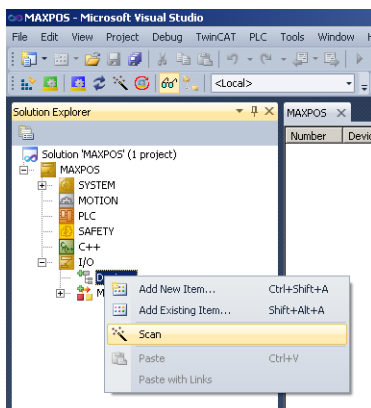 MAXPOS - Microsoft Visual Studio
File Edit View Project Debug TwinCAT PLC Tools Window
<Local>
Solution Explorer
MAXPOS
Number
Solution 'MAXPOS' (1 project)
MAXPOS
SYSTEM
MOTION
PLC
SAFETY
C++
I/O
Add New Item... Ctrl+Shift+A
Add Existing Item... Shift+Alt+A
Scan
Paste Ctrl+V
Paste with Links